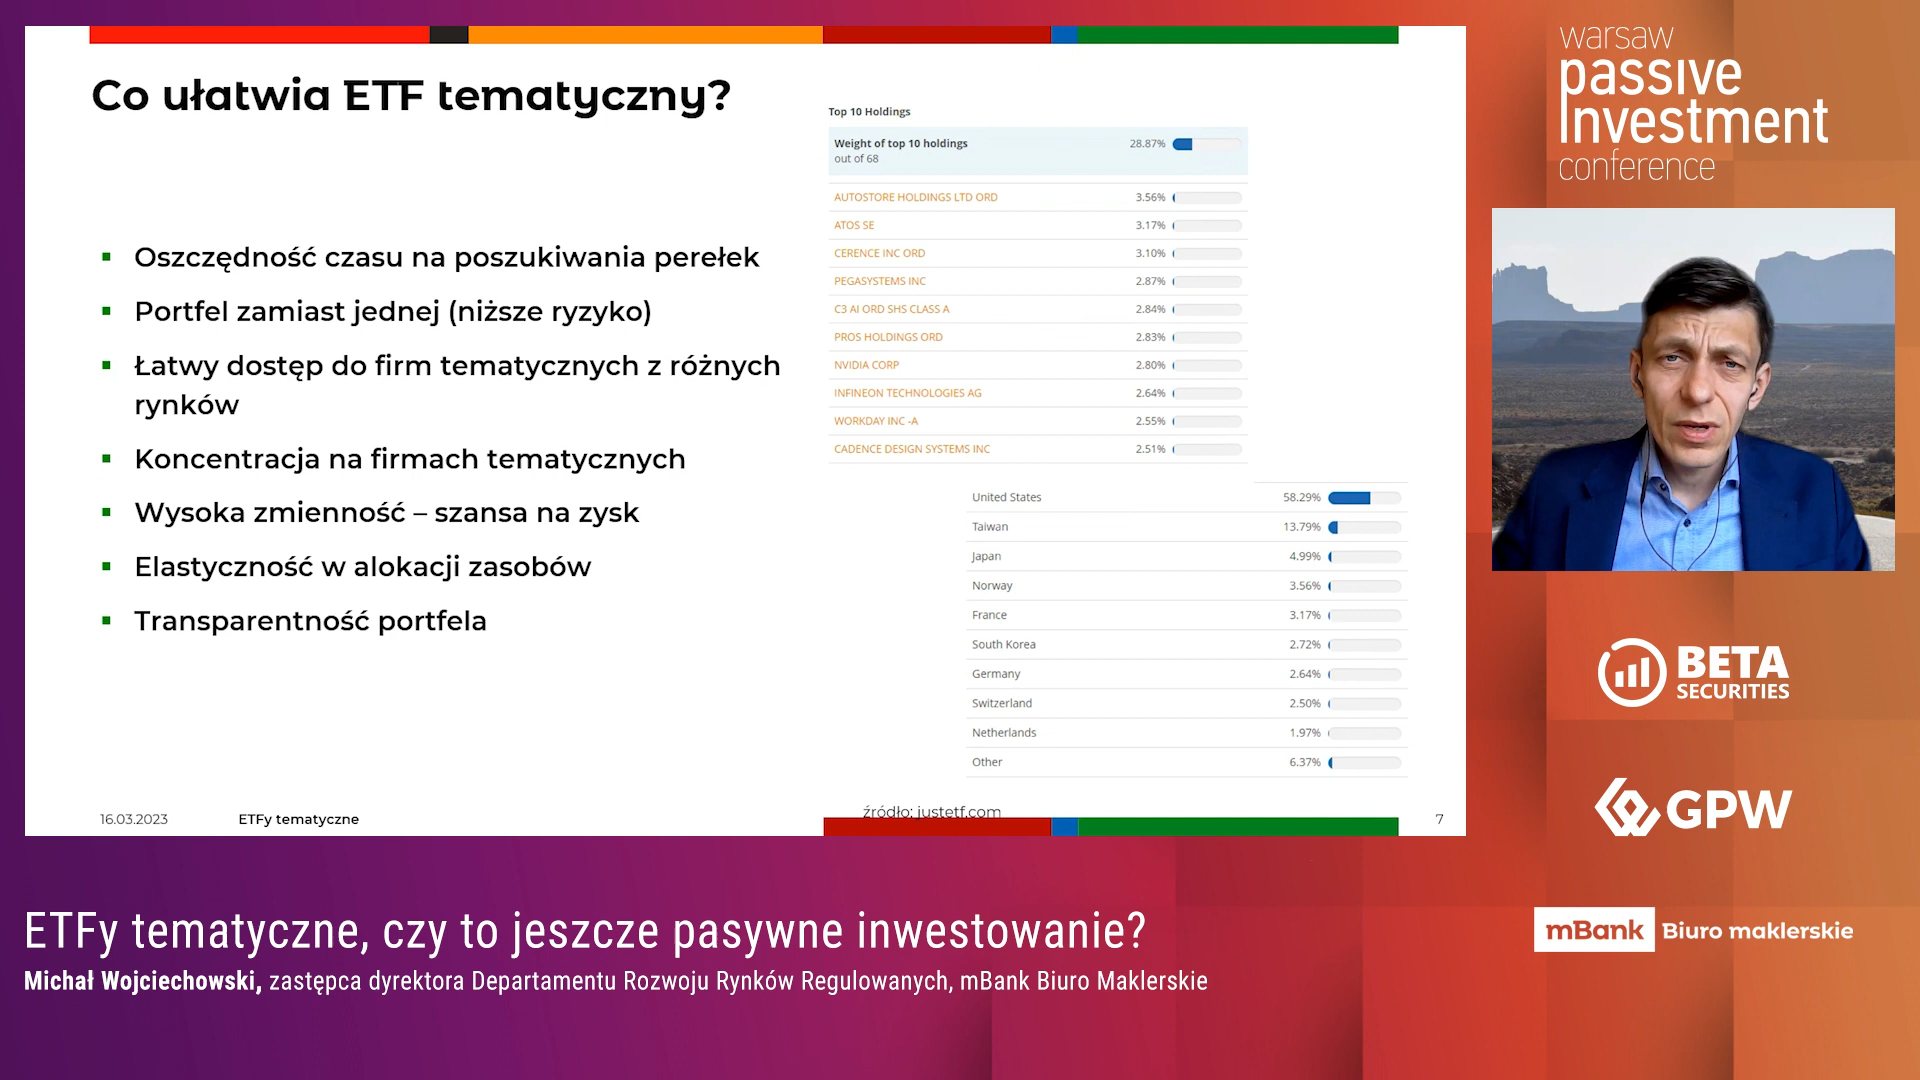 Co ułatwia ETF tematyczny?
Oszczędność czasu na poszukiwania perełek
Portfel zamiast jednej (niższe ryzyko)
Łatwy dostęp do firm tematycznych z różnych
rynków
Koncentracja na firmach tematycznych
Wysoka zmienność – szansa na zysk
Elastyczność w alokacji zasobów
Transparentność portfela
Top 10 Holdings
Weight of top 10 holdings 28.87%
out of 68
AUTOSTORE HOLDINGS LTD ORD 3.56%
ATOS SE 3.17%
CERENCE INC ORD 3.10%
PEGASYSTEMS INC 2.87%
C3 AI ORD SHS CLASS A 2.84%
PROS HOLDINGS ORD 2.83%
NVIDIA CORP 2.80%
INFINEON TECHNOLOGIES AG 2.64%
WORKDAY INC -A 2.55%
CADENCE DESIGN SYSTEMS INC 2.51%
United States 58.29%
Taiwan 13.79%
Japan 4.99%
Norway 3.56%
France 3.17%
South Korea 2.72%
Germany 2.64%
Switzerland 2.50%
Netherlands 1.97%
Other 6.37%
źródło: justetf.com
16.03.2023 ETFy tematyczne 7
warsaw
passive
Investment
conference
BETA
SECURITIES
GPW
mBank Biuro maklerskie
ETFy tematyczne, czy to jeszcze pasywne inwestowanie?
Michał Wojciechowski, zastępca dyrektora Departamentu Rozwoju Rynków Regulowanych, mBank Biuro Maklerskie